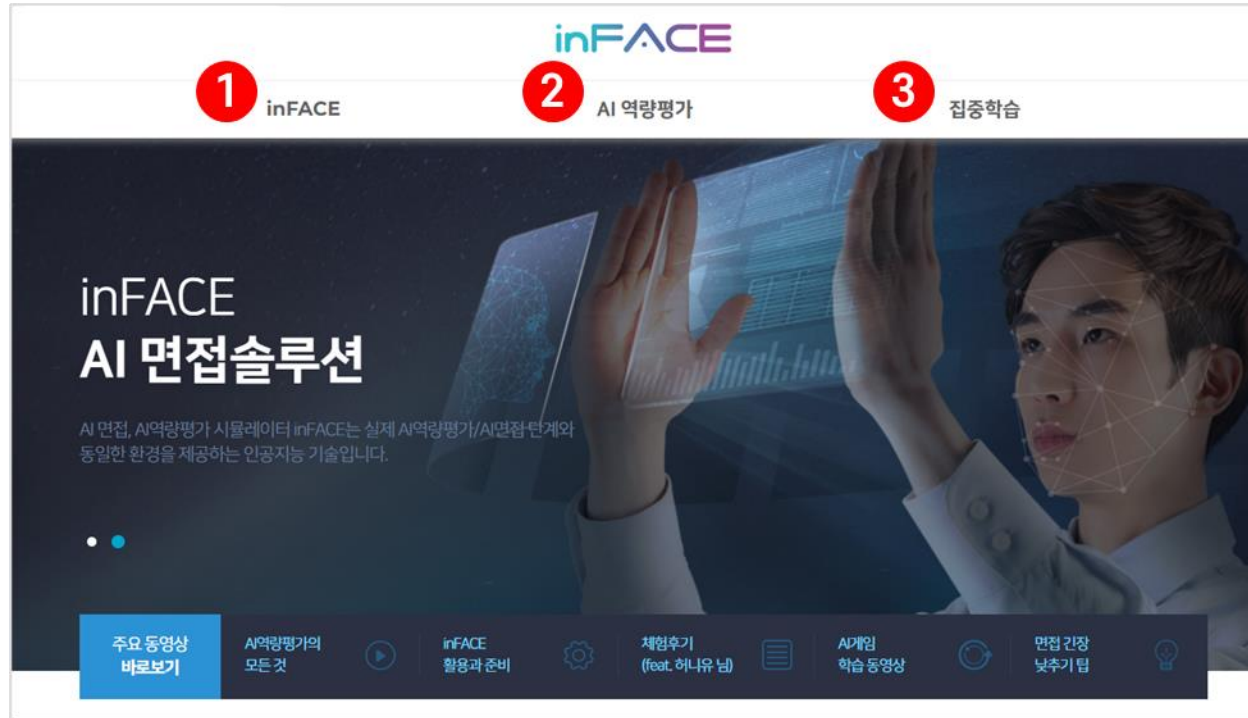 inFACE
1 inFACE
2 AI 역량평가
3 집중학습
inFACE
AI 면접솔루션
AI 면접, AI역량평가 시뮬레이터 inFACE는 실제 AI역량평가/AI면접 단계와
동일한 환경을 제공하는 인공지능 기술입니다.
주요 동영상
바로보기
AI역량평가의
모든 것
inFACE
활용과 준비
체험후기
(feat. 허니유 님)
AI게임
학습 동영상
면접 긴장
낮추기 팁